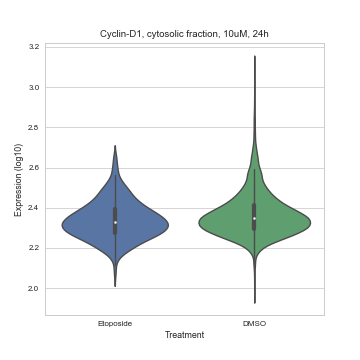 Cyclin-D1, cytosolic fraction, 10uM, 24h
3.2
3.0
2.8
2.6
2.4
2.2
2.0
Expression (log10)
Etoposide
DMSO
Treatment